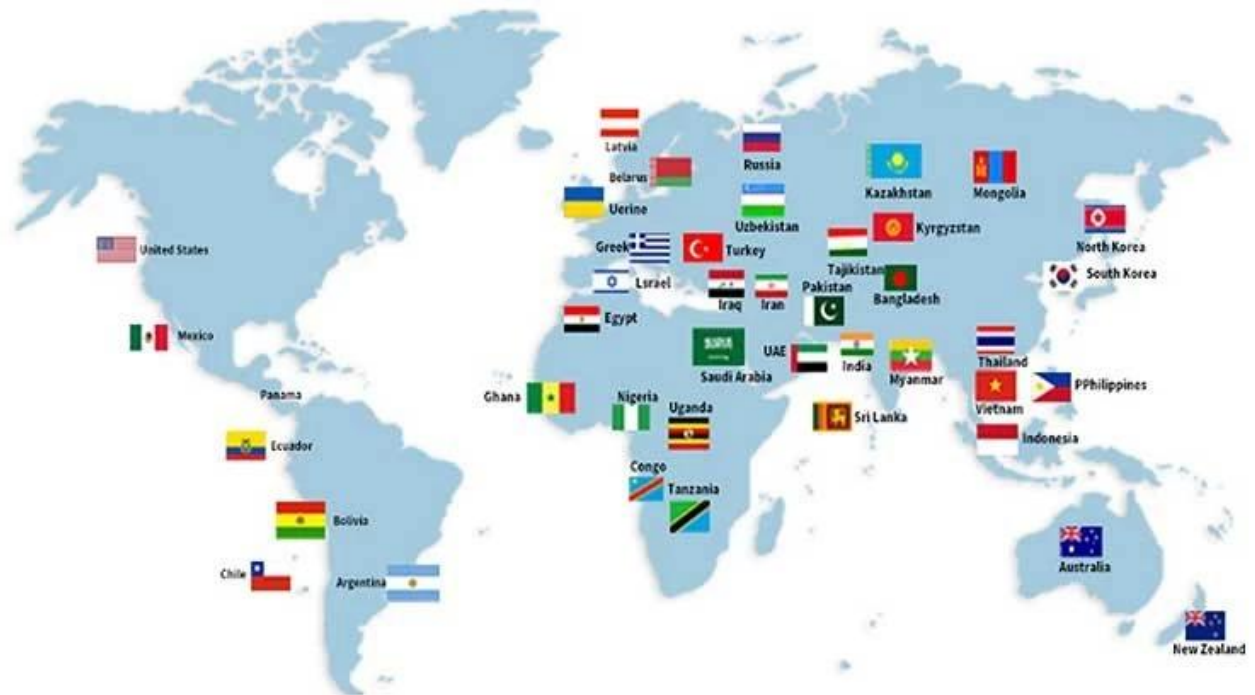 Latvia
Russia
Belarus
Kazakhstan
Mongolia
Uerine
Uzbekistan
Kyrgyzstan
North Korea
United States
Greek
Turkey
Tajikistan
South Korea
Lsrael
Iraq
Iran
Pakistan
Bangladesh
Egypt
Mexico
Saudi Arabia
UAE
India
Myanmar
Thailand
Panama
Ghana
Nigeria
Uganda
Sri Lanka
Vietnam
PPhilippines
Ecuador
Indonesia
Congo
Tanzania
Bolivia
Chile
Argentina
Australia
New Zealand